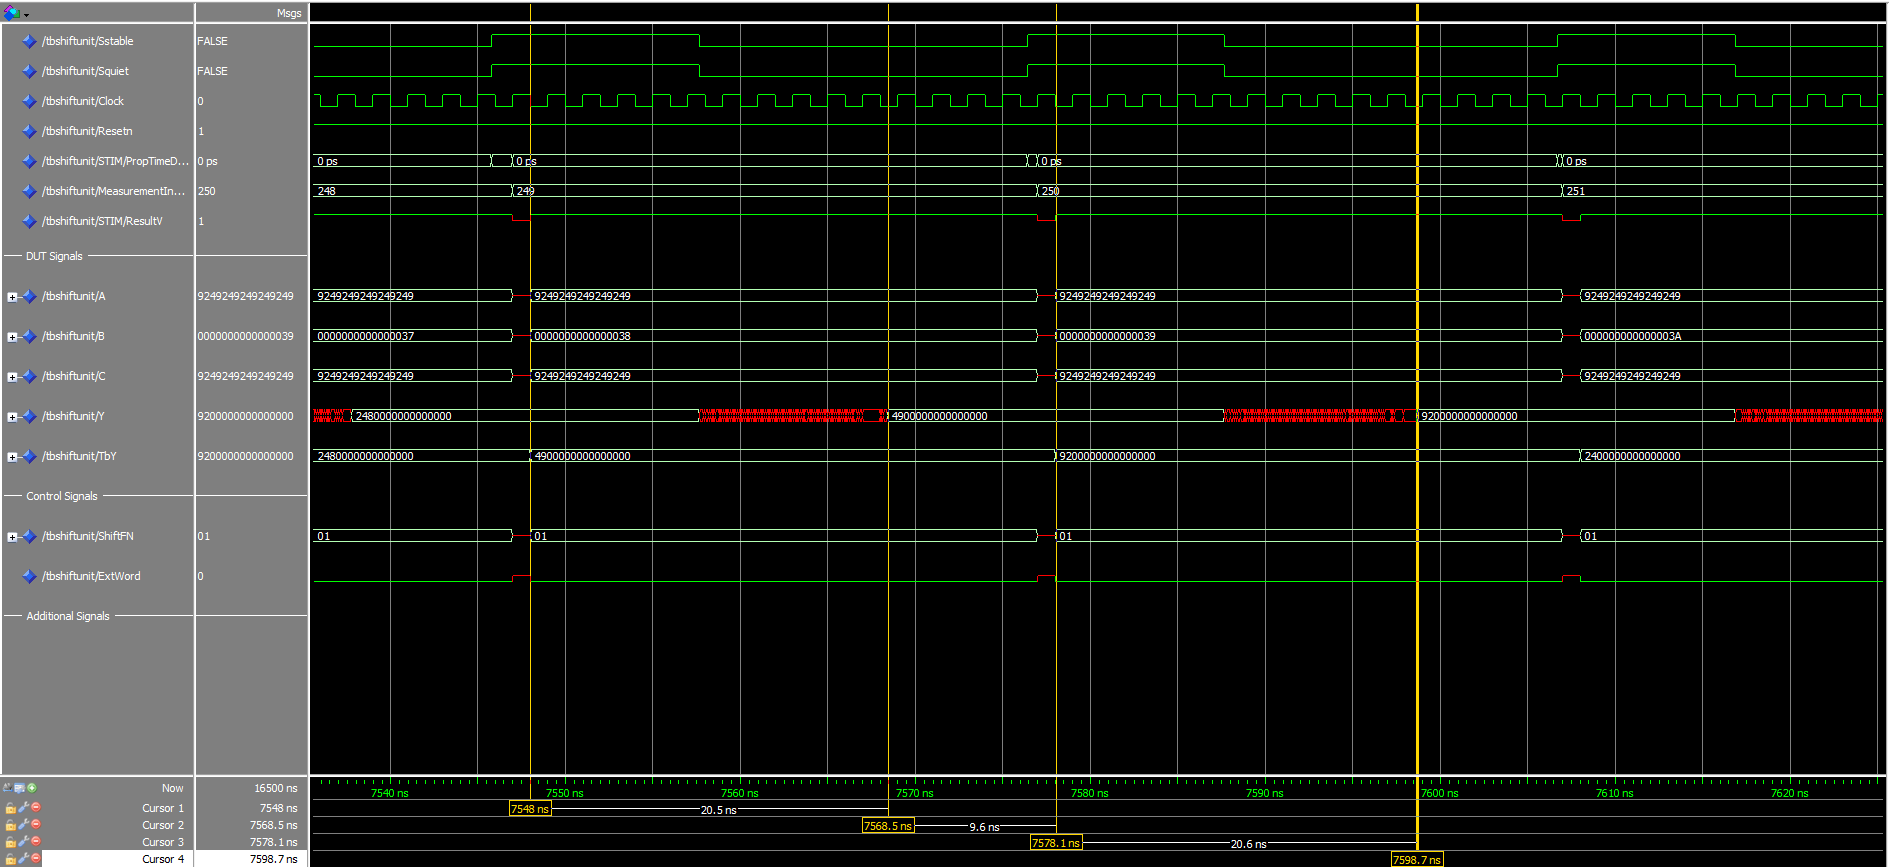 Msgs
/tbshiftunit/Sstable FALSE
/tbshiftunit/Squiet FALSE
/tbshiftunit/Clock 0
/tbshiftunit/Resetn 1
/tbshiftunit/STIM/PropTimeD... 0 ps 0 ps 0 ps 0 ps 0 ps
/tbshiftunit/MeasurementIn... 250 248 249 250 251
/tbshiftunit/STIM/ResultV 1
DUT Signals
/tbshiftunit/A 9249249249249249 9249249249249249 9249249249249249 9249249249249249 9249249249249249
/tbshiftunit/B 0000000000000039 0000000000000037 0000000000000038 0000000000000039 000000000000003A
/tbshiftunit/C 9249249249249249 9249249249249249 9249249249249249 9249249249249249 9249249249249249
/tbshiftunit/Y 9200000000000000 2480000000000000 4900000000000000 9200000000000000
/tbshiftunit/TbY 9200000000000000 2480000000000000 4900000000000000 9200000000000000 2400000000000000
Control Signals
/tbshiftunit/ShiftFN 01 01 01 01 01
/tbshiftunit/ExtWord 0
Additional Signals
Now 16500 ns 7540 ns 7550 ns 7560 ns 7570 ns 7580 ns 7590 ns 7600 ns 7610 ns 7620 ns
Cursor 1 7548 ns 7548 ns 20.5 ns
Cursor 2 7568.5 ns 7568.5 ns 9.6 ns
Cursor 3 7578.1 ns 7578.1 ns 20.6 ns
Cursor 4 7598.7 ns 7598.7 ns